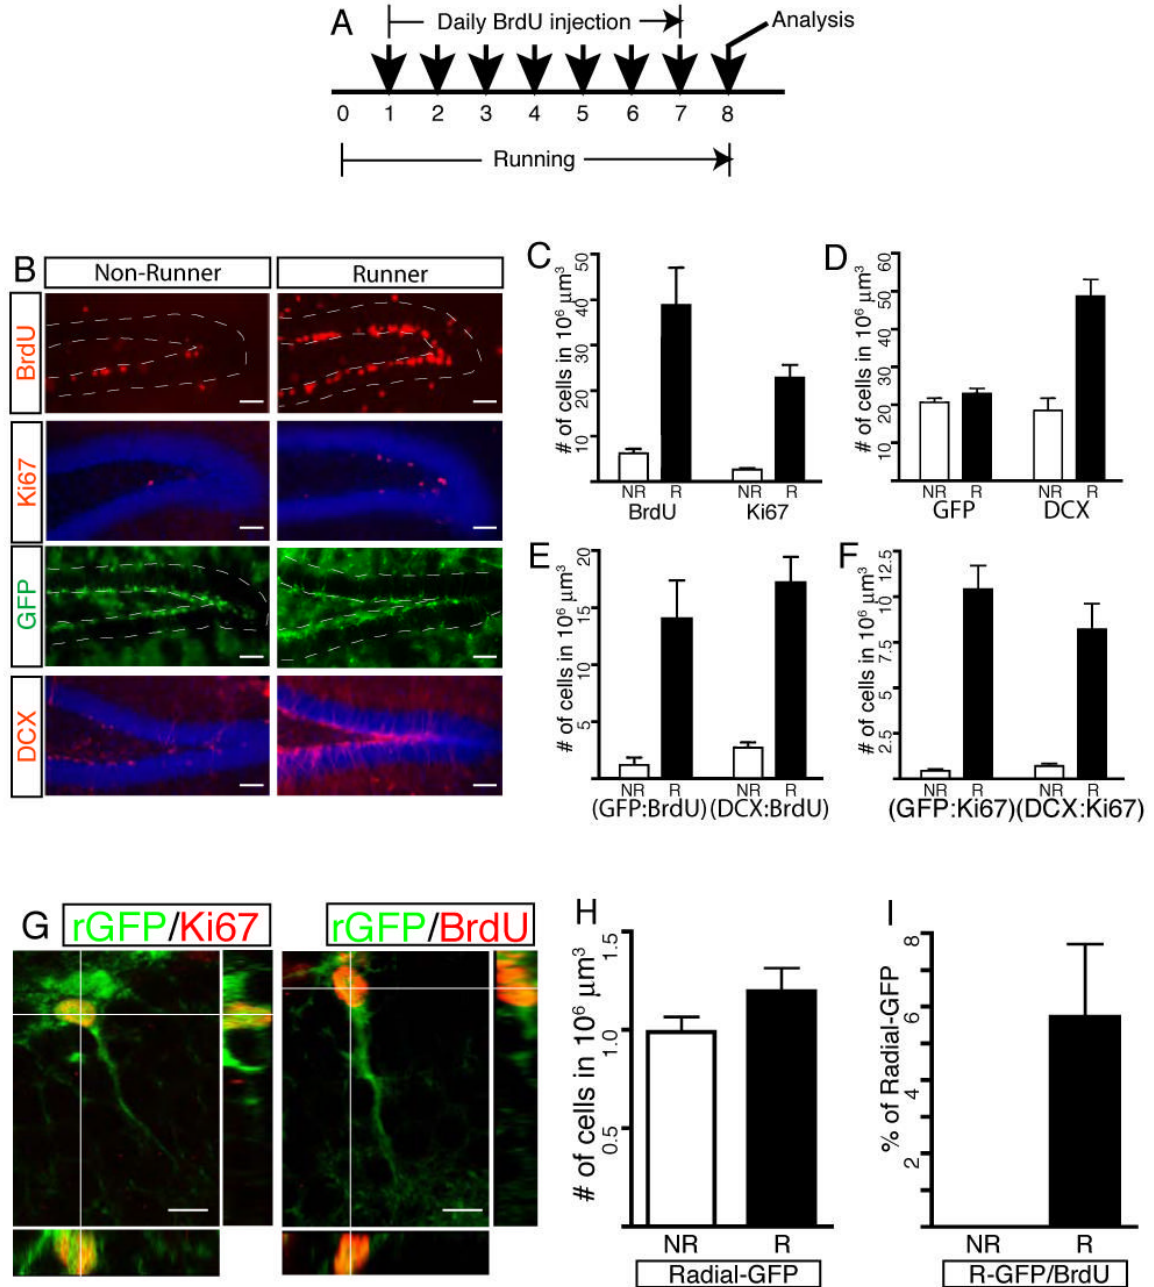 A
Daily BrdU injection
Analysis
0 1 2 3 4 5 6 7 8
Running
B
Non-Runner
Runner
BrdU
Ki67
GFP
DCX
C
# of cells in 10⁶ µm³
50
40
30
20
10
NR R NR R
BrdU Ki67
D
# of cells in 10⁶ µm³
60
50
40
30
20
10
NR R NR R
GFP DCX
E
# of cells in 10⁶ µm³
20
15
10
5
NR R NR R
(GFP:BrdU) (DCX:BrdU)
F
# of cells in 10⁶ µm³
12.5
10
7.5
5
2.5
NR R NR R
(GFP:Ki67) (DCX:Ki67)
G
rGFP/Ki67
rGFP/BrdU
H
# of cells in 10⁶ µm³
1.5
1.0
0.5
NR R
Radial-GFP
I
% of Radial-GFP
8
6
4
2
NR R
R-GFP/BrdU